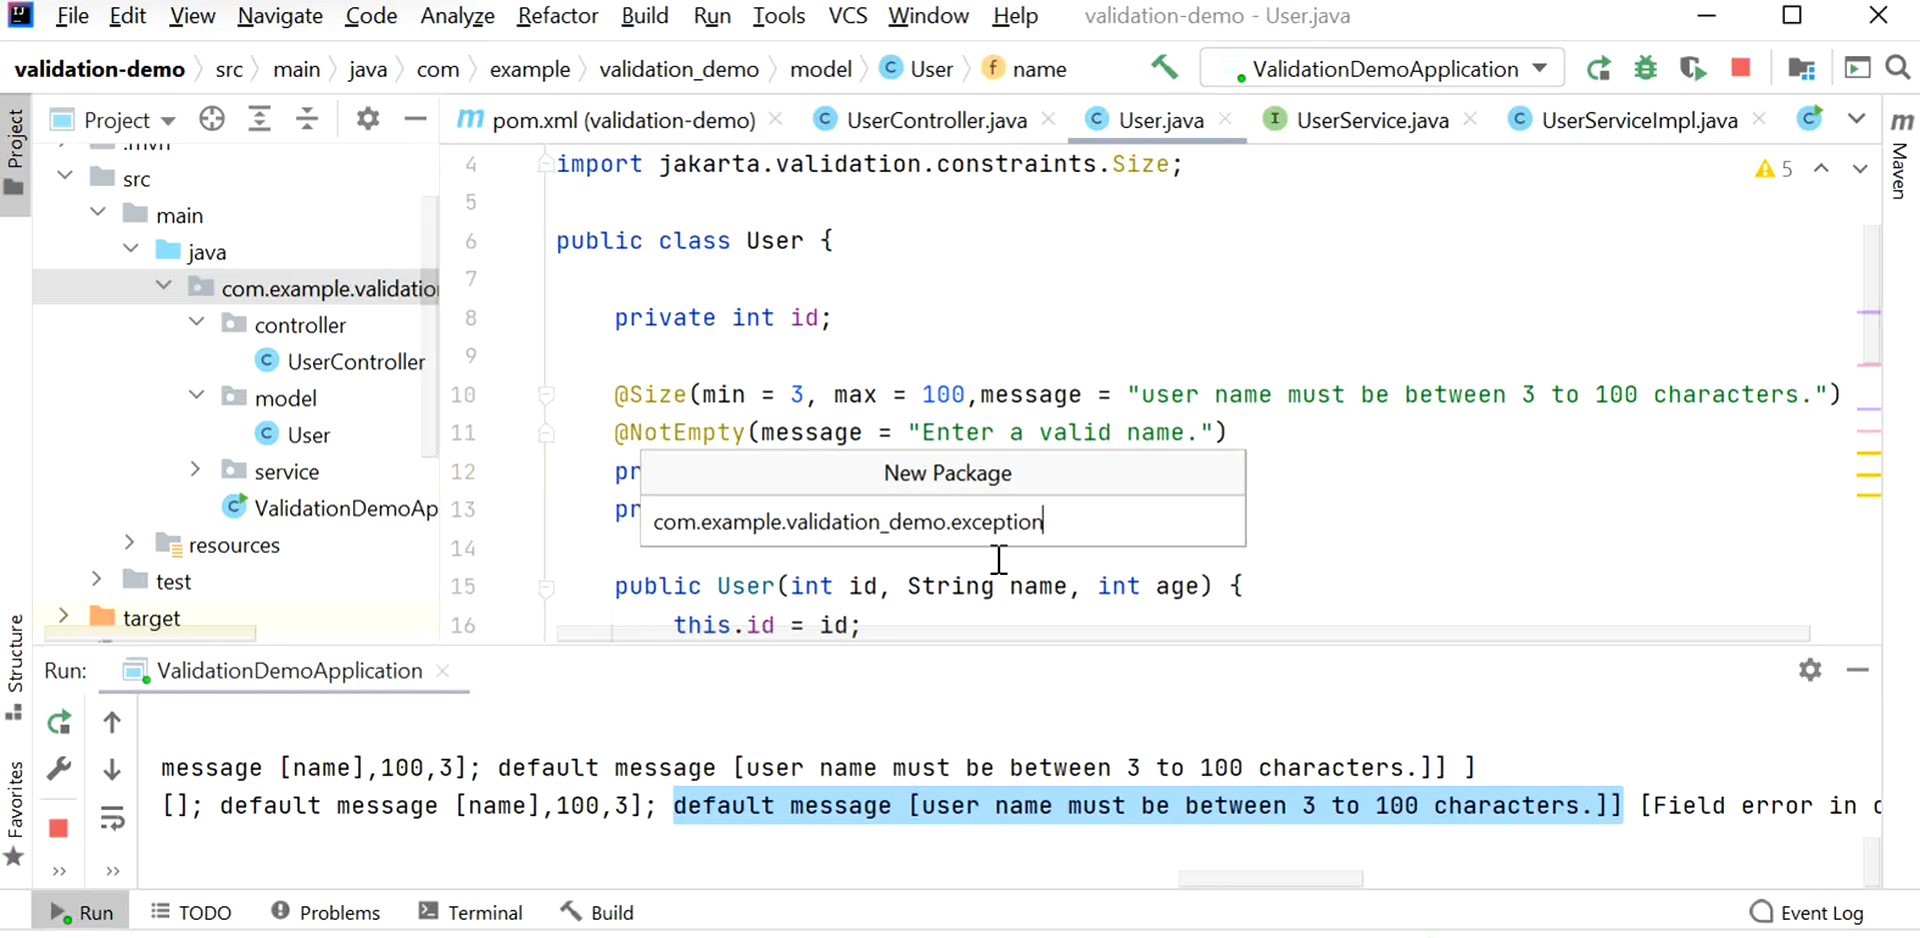 File Edit View Navigate Code Analyze Refactor Build Run Tools VCS Window Help validation-demo - User.java
validation-demo src main java com example validation_demo model User name ValidationDemoApplication
Project pom.xml (validation-demo) UserController.java User.java UserService.java UserServiceImpl.java
Project
Maven
Structure
Favorites
.mvn
src
main
java
com.example.validatio
controller
UserController
model
User
service
ValidationDemoAp
resources
test
target
5
4 import jakarta.validation.constraints.Size;
5
6 public class User {
7
8 private int id;
9
10 @Size(min = 3, max = 100,message = "user name must be between 3 to 100 characters.")
11 @NotEmpty(message = "Enter a valid name.")
12 pr
13 pr
14
15 public User(int id, String name, int age) {
16 this.id = id;
New Package
com.example.validation_demo.exception
Run: ValidationDemoApplication
message [name],100,3]; default message [user name must be between 3 to 100 characters.]] ]
[]; default message [name],100,3]; default message [user name must be between 3 to 100 characters.]] [Field error in o
Run TODO Problems Terminal Build Event Log